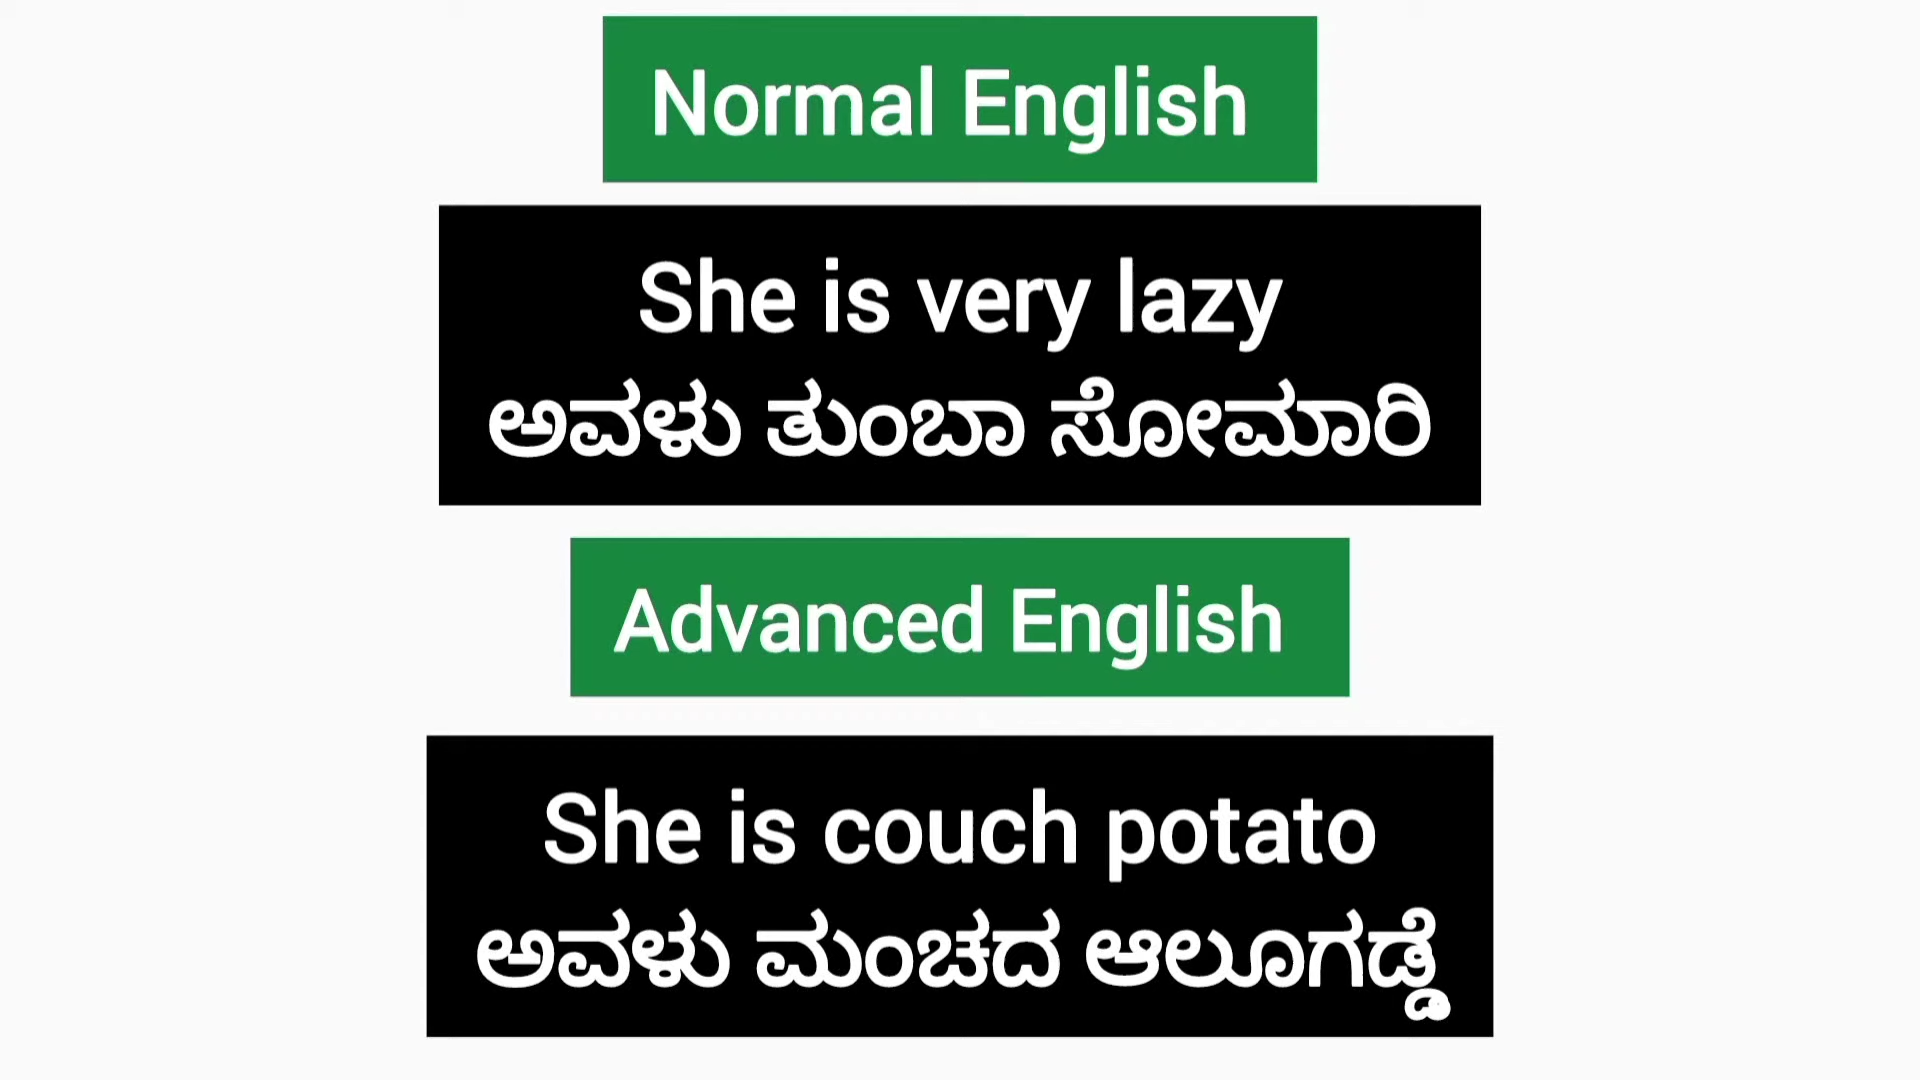 Normal English
She is very lazy
ಅವಳು ತುಂಬಾ ಸೋಮಾರಿ
Advanced English
She is couch potato
ಅವಳು ಮಂಚದ ಆಲೂಗಡ್ಡೆ